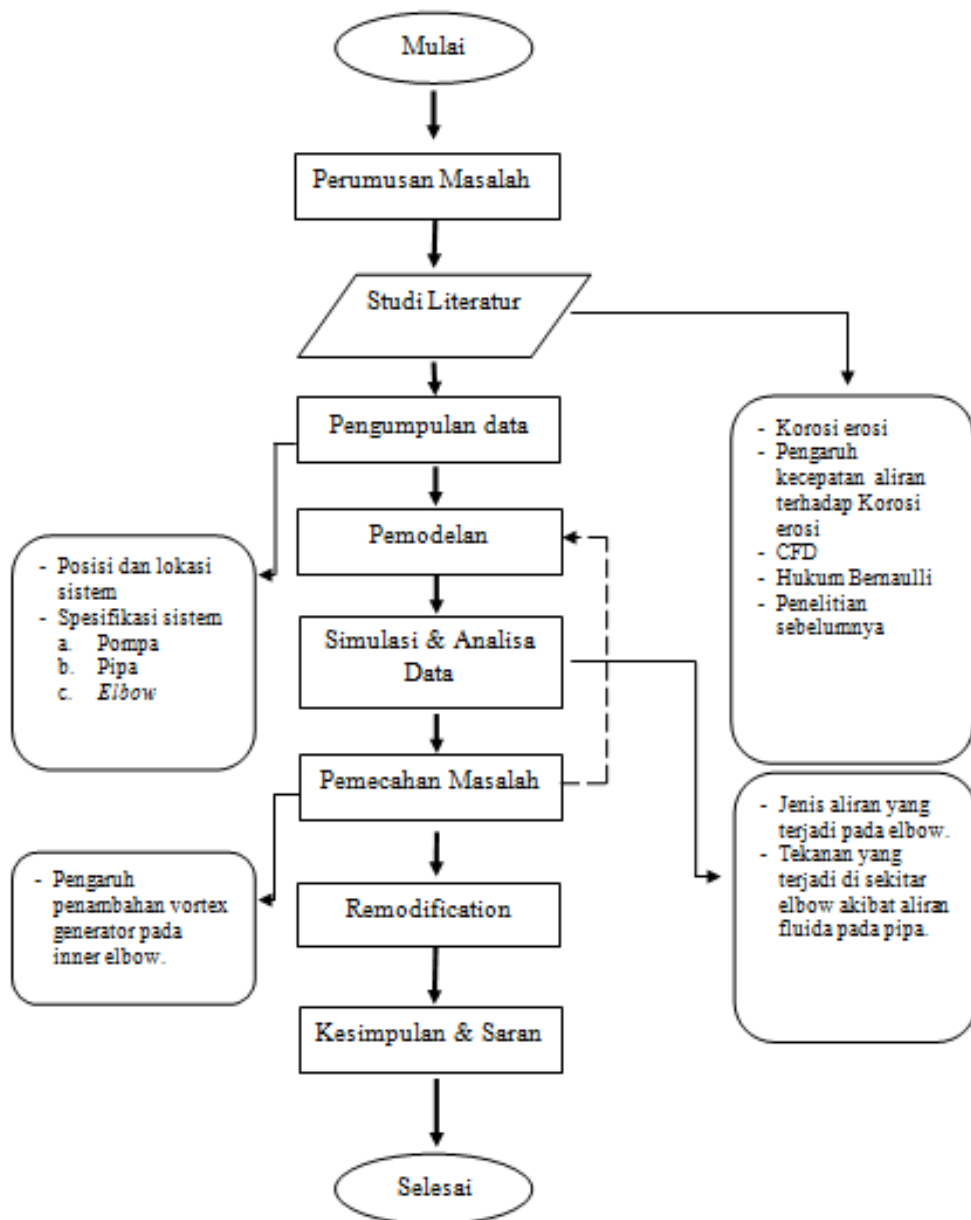 Mulai
Perumusan Masalah
Studi Literatur
Pengumpulan data
- Korosi erosi
- Pengaruh
kecepatan aliran
terhadap Korosi
erosi
- CFD
- Hukum Bernaulli
- Penelitian
sebelumnya
Pemodelan
- Posisi dan lokasi
sistem
- Spesifikasi sistem
a. Pompa
b. Pipa
c. Elbow
Simulasi & Analisa
Data
Pemecahan Masalah
- Jenis aliran yang
terjadi pada elbow.
- Tekanan yang
terjadi di sekitar
elbow akibat aliran
fluida pada pipa.
- Pengaruh
penambahan vortex
generator pada
inner elbow.
Remodification
Kesimpulan & Saran
Selesai